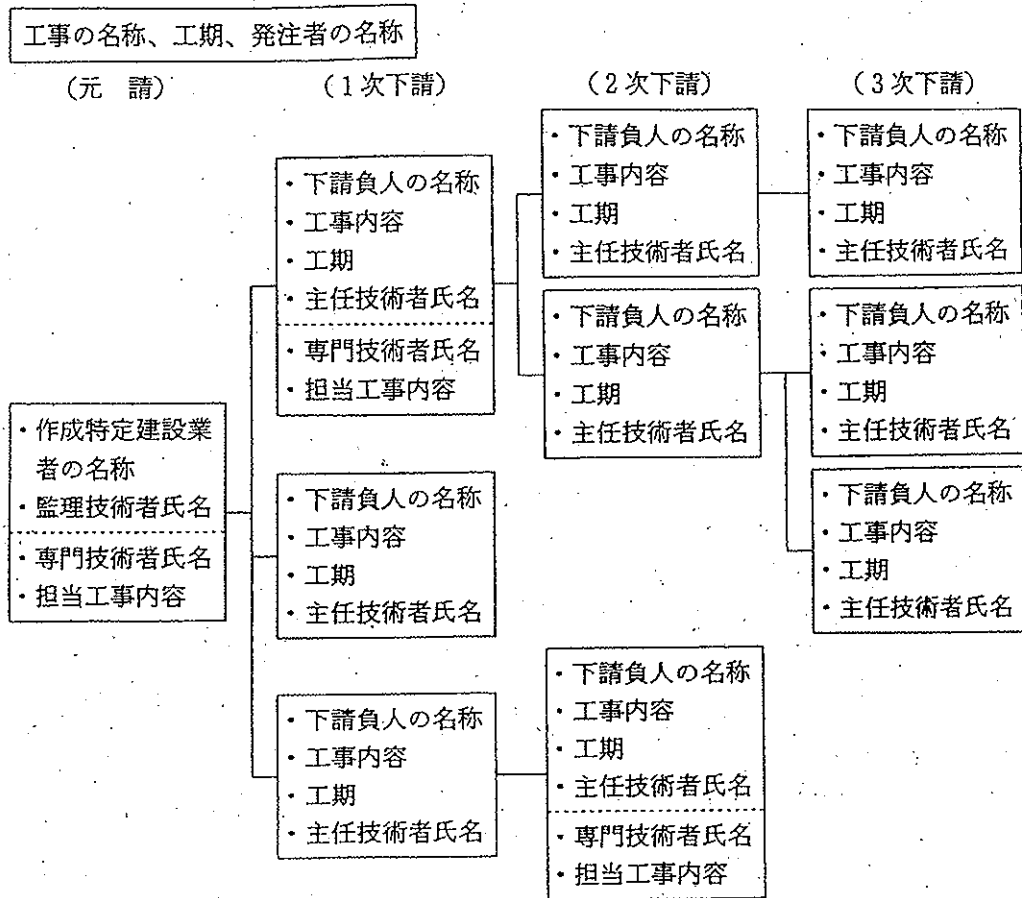 工事の名称、工期、発注者の名称
(元 請)
(1次下請)
(2次下請)
(3次下請)
・作成特定建設業
者の名称
・監理技術者氏名
・専門技術者氏名
・担当工事内容
・下請負人の名称
・工事内容
・工期
・主任技術者氏名
・専門技術者氏名
・担当工事内容
・下請負人の名称
・工事内容
・工期
・主任技術者氏名
・下請負人の名称
・工事内容
・工期
・主任技術者氏名
・下請負人の名称
・工事内容
・工期
・主任技術者氏名
・下請負人の名称
・工事内容
・工期
・主任技術者氏名
・下請負人の名称
・工事内容
・工期
・主任技術者氏名
・専門技術者氏名
・担当工事内容
・下請負人の名称
・工事内容
・工期
・主任技術者氏名
・下請負人の名称
・工事内容
・工期
・主任技術者氏名
・下請負人の名称
・工事内容
・工期
・主任技術者氏名